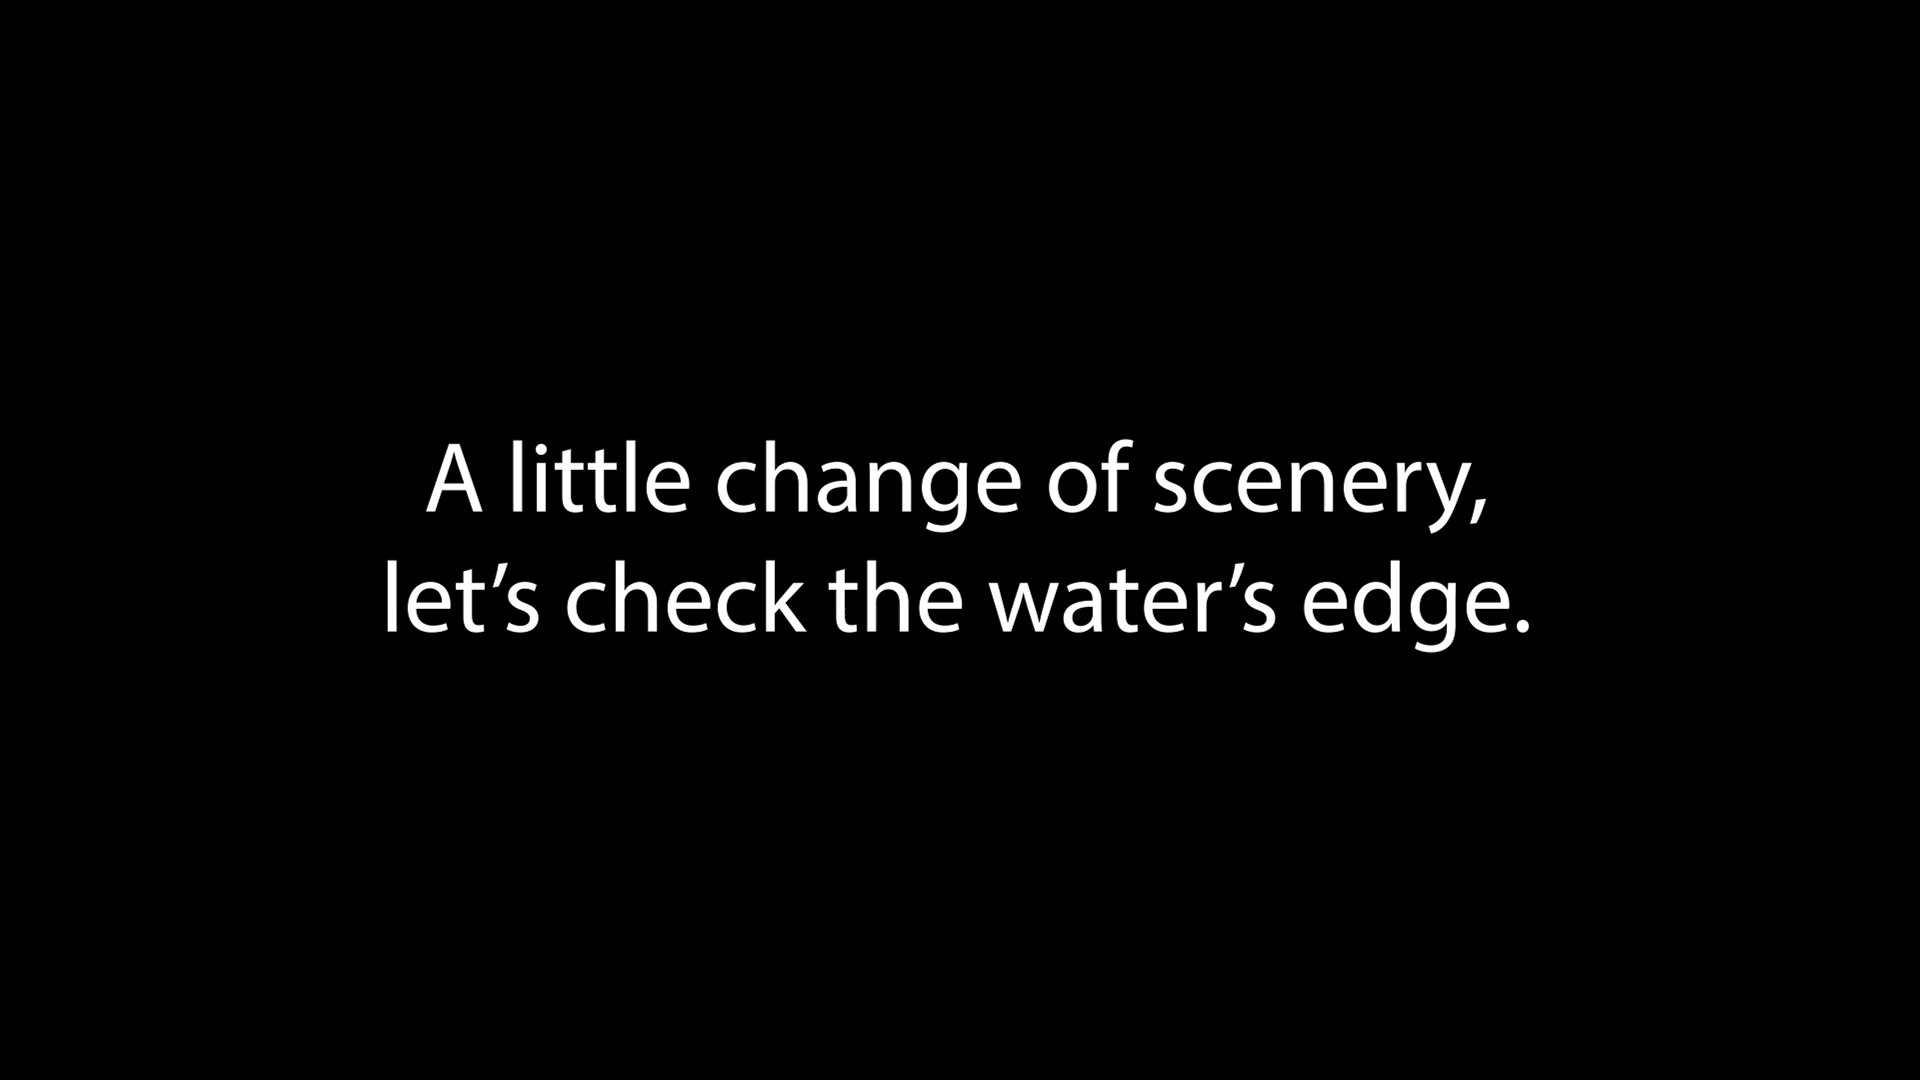 A little change of scenery,
let’s check the water’s edge.